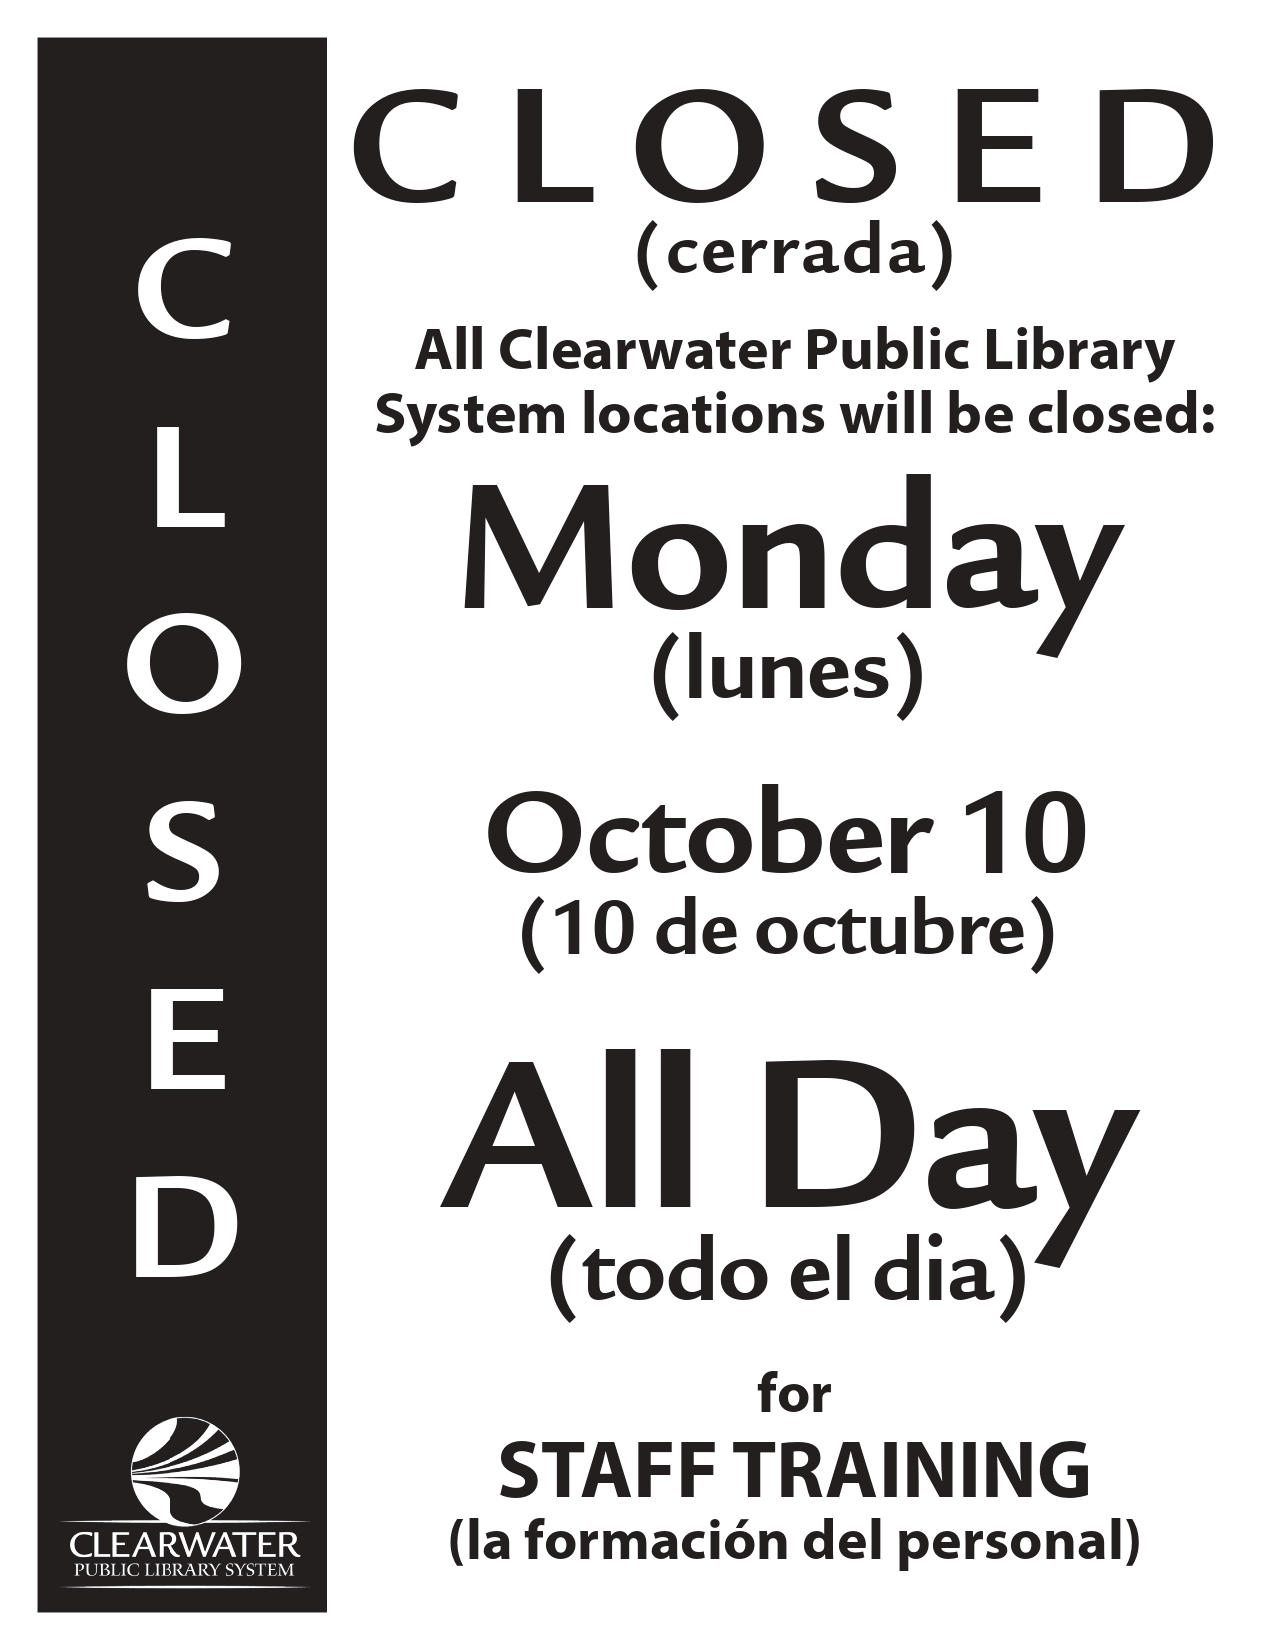 CLOSED
CLOSED
(cerrada)
All Clearwater Public Library
System locations will be closed:
Monday
(lunes)
October 10
(10 de octubre)
All Day
(todo el dia)
for
STAFF TRAINING
(la formación del personal)
CLEARWATER
PUBLIC LIBRARY SYSTEM